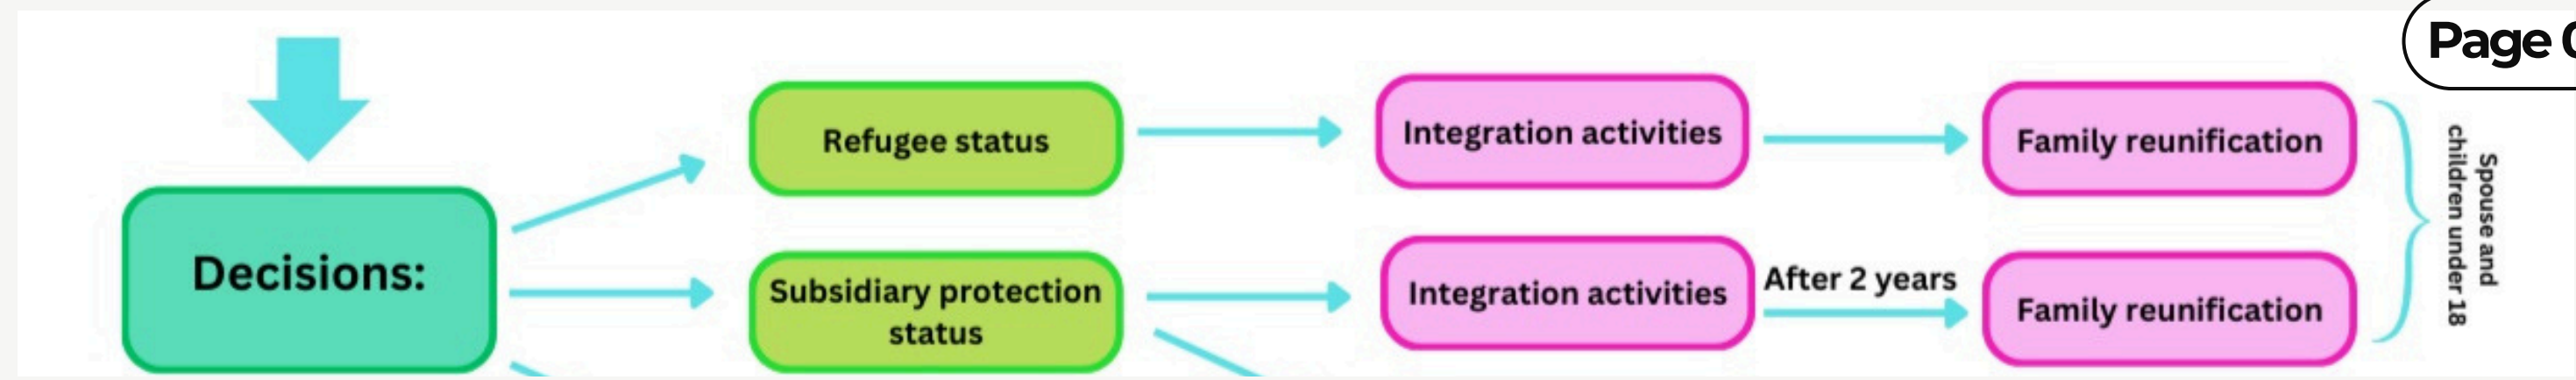 Page
Refugee status
Integration activities
Family reunification
Decisions:
Subsidiary protection
status
Integration activities
After 2 years
Family reunification
Spouse and
children under 18